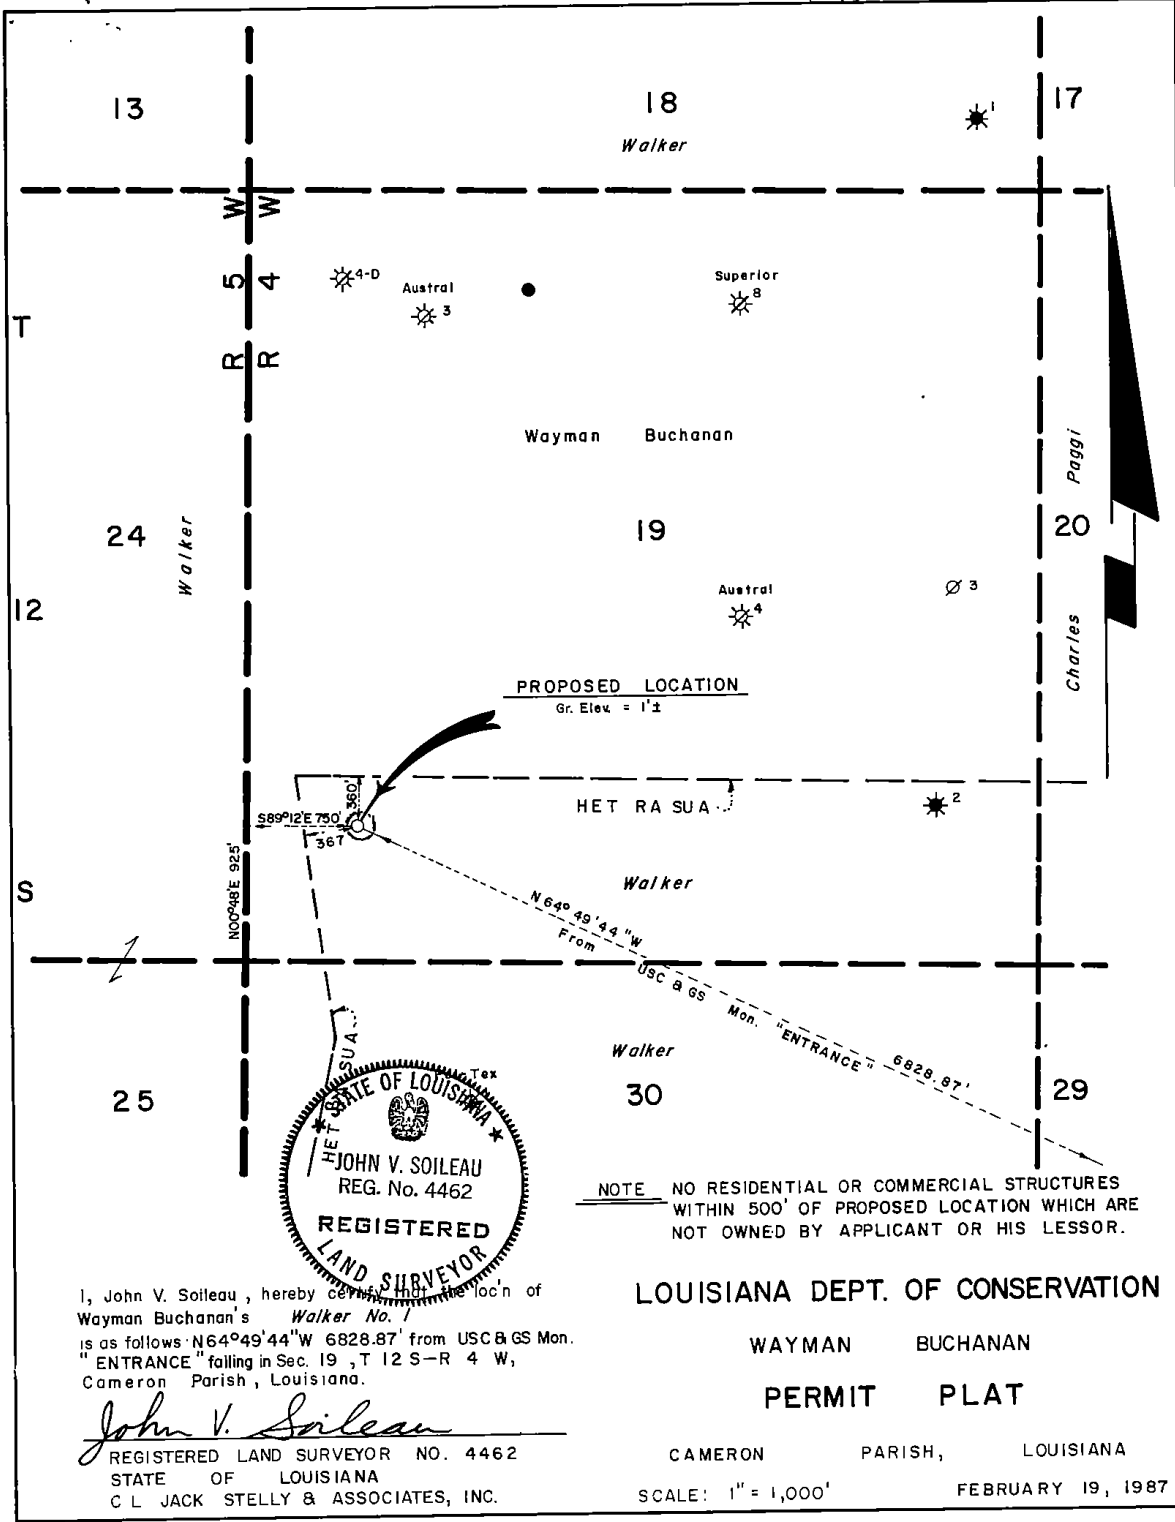 13
18
17
Walker
1
R 5 W
R 4 W
T
12
S
4-D
Austral
3
Superior
8
Wayman Buchanan
24
Walker
19
20
Charles Paggi
Austral
4
3
PROPOSED LOCATION
Gr. Elev. = 1'±
HET RA SUA
2
S89°12'E 750'
360'
367'
N00°48'E 925'
Walker
N 64° 49' 44 "W
From USC & GS Mon. "ENTRANCE" 6828.87'
HET RA SUA
Walker
25
30
29
Tex
STATE OF LOUISIANA
JOHN V. SOILEAU
REG. No. 4462
REGISTERED
LAND SURVEYOR
NOTE NO RESIDENTIAL OR COMMERCIAL STRUCTURES
WITHIN 500' OF PROPOSED LOCATION WHICH ARE
NOT OWNED BY APPLICANT OR HIS LESSOR.
I, John V. Soileau, hereby certify that the loc'n of
Wayman Buchanan's Walker No. 1
is as follows: N64°49'44"W 6828.87' from USC & GS Mon.
"ENTRANCE" falling in Sec. 19, T 12 S-R 4 W,
Cameron Parish, Louisiana.
John V. Soileau
REGISTERED LAND SURVEYOR NO. 4462
STATE OF LOUISIANA
C L JACK STELLY & ASSOCIATES, INC.
LOUISIANA DEPT. OF CONSERVATION
WAYMAN BUCHANAN
PERMIT PLAT
CAMERON PARISH, LOUISIANA
SCALE: 1" = 1,000'
FEBRUARY 19, 1987